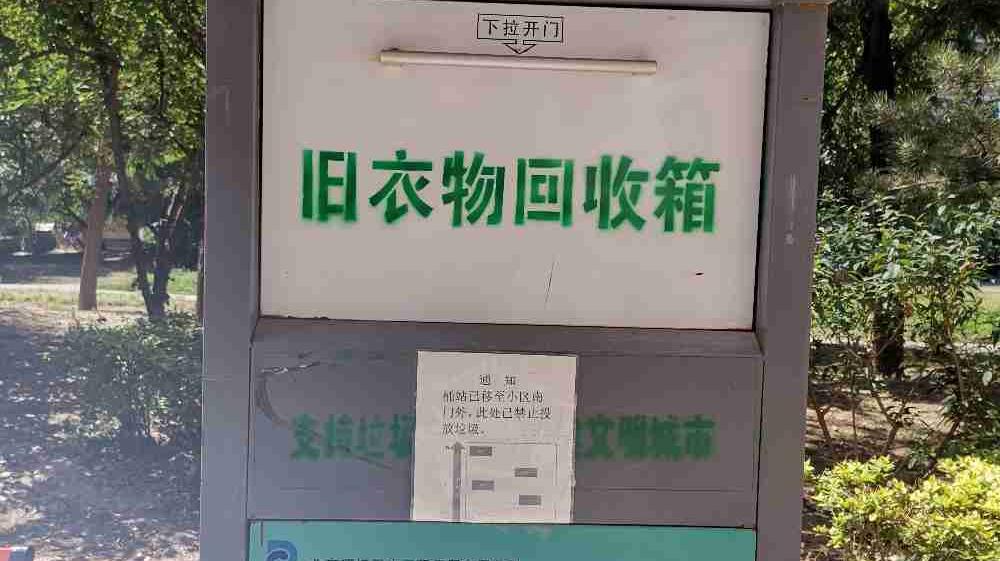 下拉开门
旧衣物回收箱
通 知
桶站已移至小区南
门外，此处已禁止投
放垃圾。
支持垃圾
文明城市